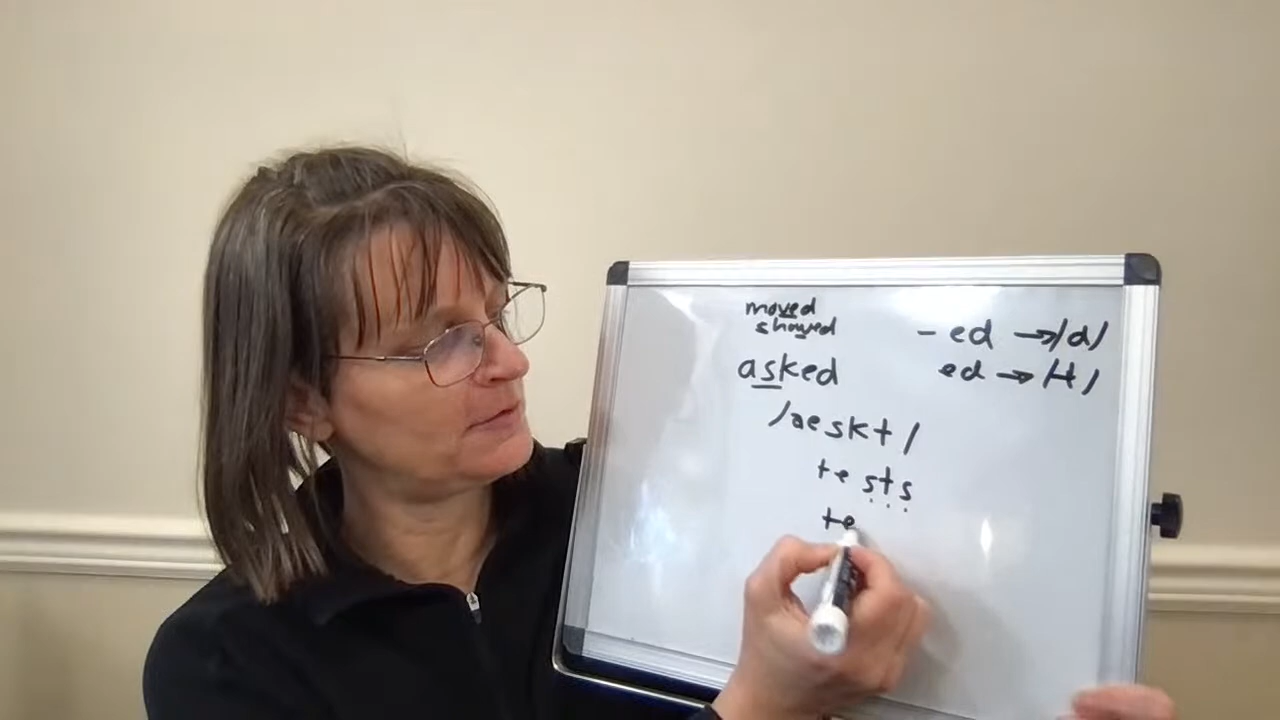 moved
showed
asked
/aeskt/
tests
te
- ed → /d/
ed → /t/